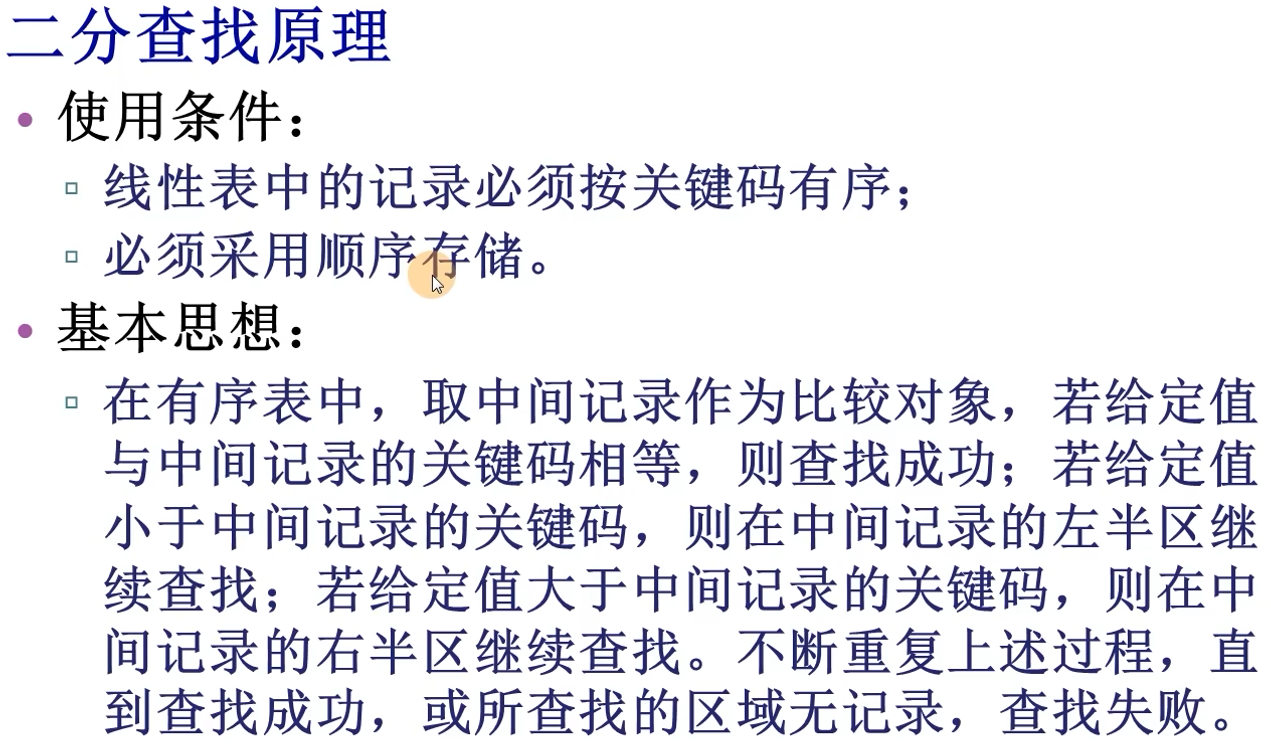 二分查找原理
• 使用条件：
▫ 线性表中的记录必须按关键码有序；
▫ 必须采用顺序存储。
• 基本思想：
▫ 在有序表中，取中间记录作为比较对象，若给定值
与中间记录的关键码相等，则查找成功；若给定值
小于中间记录的关键码，则在中间记录的左半区继
续查找；若给定值大于中间记录的关键码，则在中
间记录的右半区继续查找。不断重复上述过程，直
到查找成功，或所查找的区域无记录，查找失败。